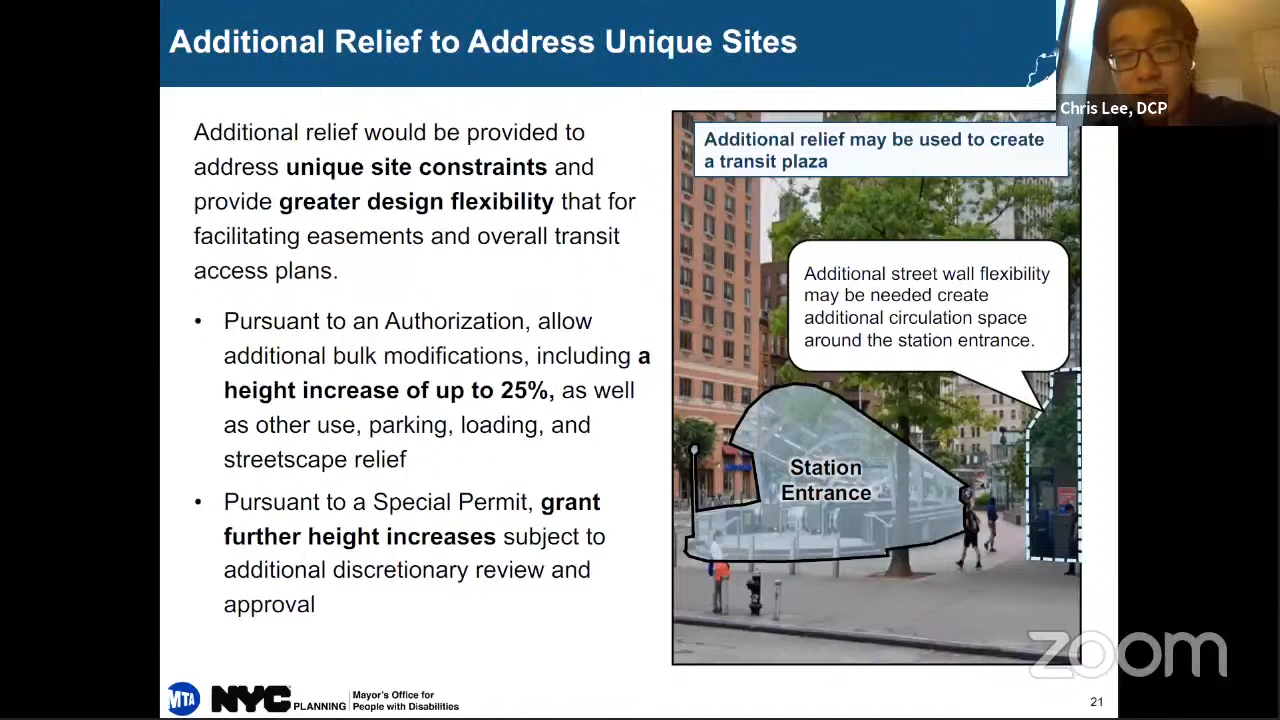 Additional Relief to Address Unique Sites
Chris Lee, DCP
Additional relief would be provided to
address unique site constraints and
provide greater design flexibility that for
facilitating easements and overall transit
access plans.
• Pursuant to an Authorization, allow
additional bulk modifications, including a
height increase of up to 25%, as well
as other use, parking, loading, and
streetscape relief
• Pursuant to a Special Permit, grant
further height increases subject to
additional discretionary review and
approval
Additional relief may be used to create
a transit plaza
Additional street wall flexibility
may be needed create
additional circulation space
around the station entrance.
Station
Entrance
zoom
MTA
NYC PLANNING
Mayor's Office for
People with Disabilities
21